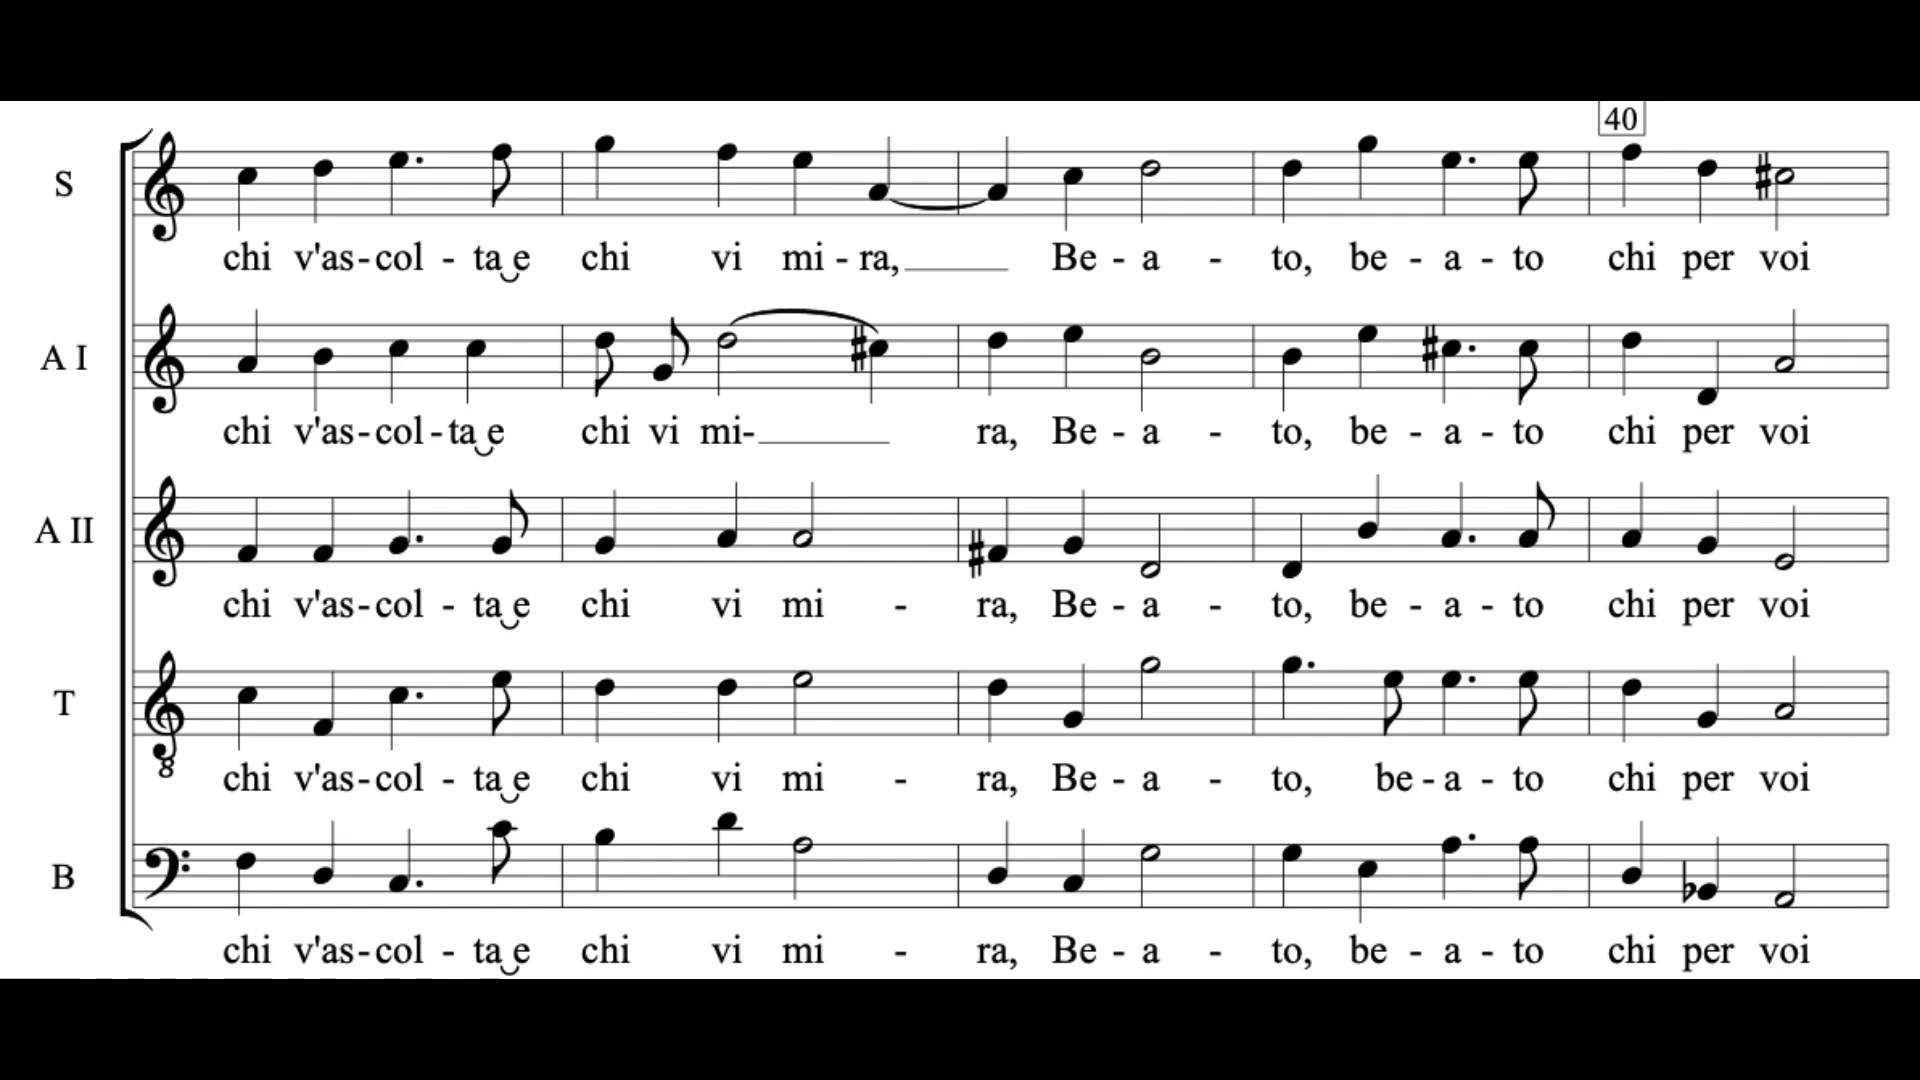 40
S
chi v'as-col - ta‿e chi vi mi - ra, Be - a - to, be - a - to chi per voi
A I
chi v'as-col-ta‿e chi vi mi- ra, Be - a - to, be - a - to chi per voi
A II
chi v'as-col - ta‿e chi vi mi - ra, Be - a - to, be - a - to chi per voi
T
8
chi v'as-col - ta‿e chi vi mi - ra, Be - a - to, be - a - to chi per voi
B
chi v'as-col - ta‿e chi vi mi - ra, Be - a - to, be - a - to chi per voi